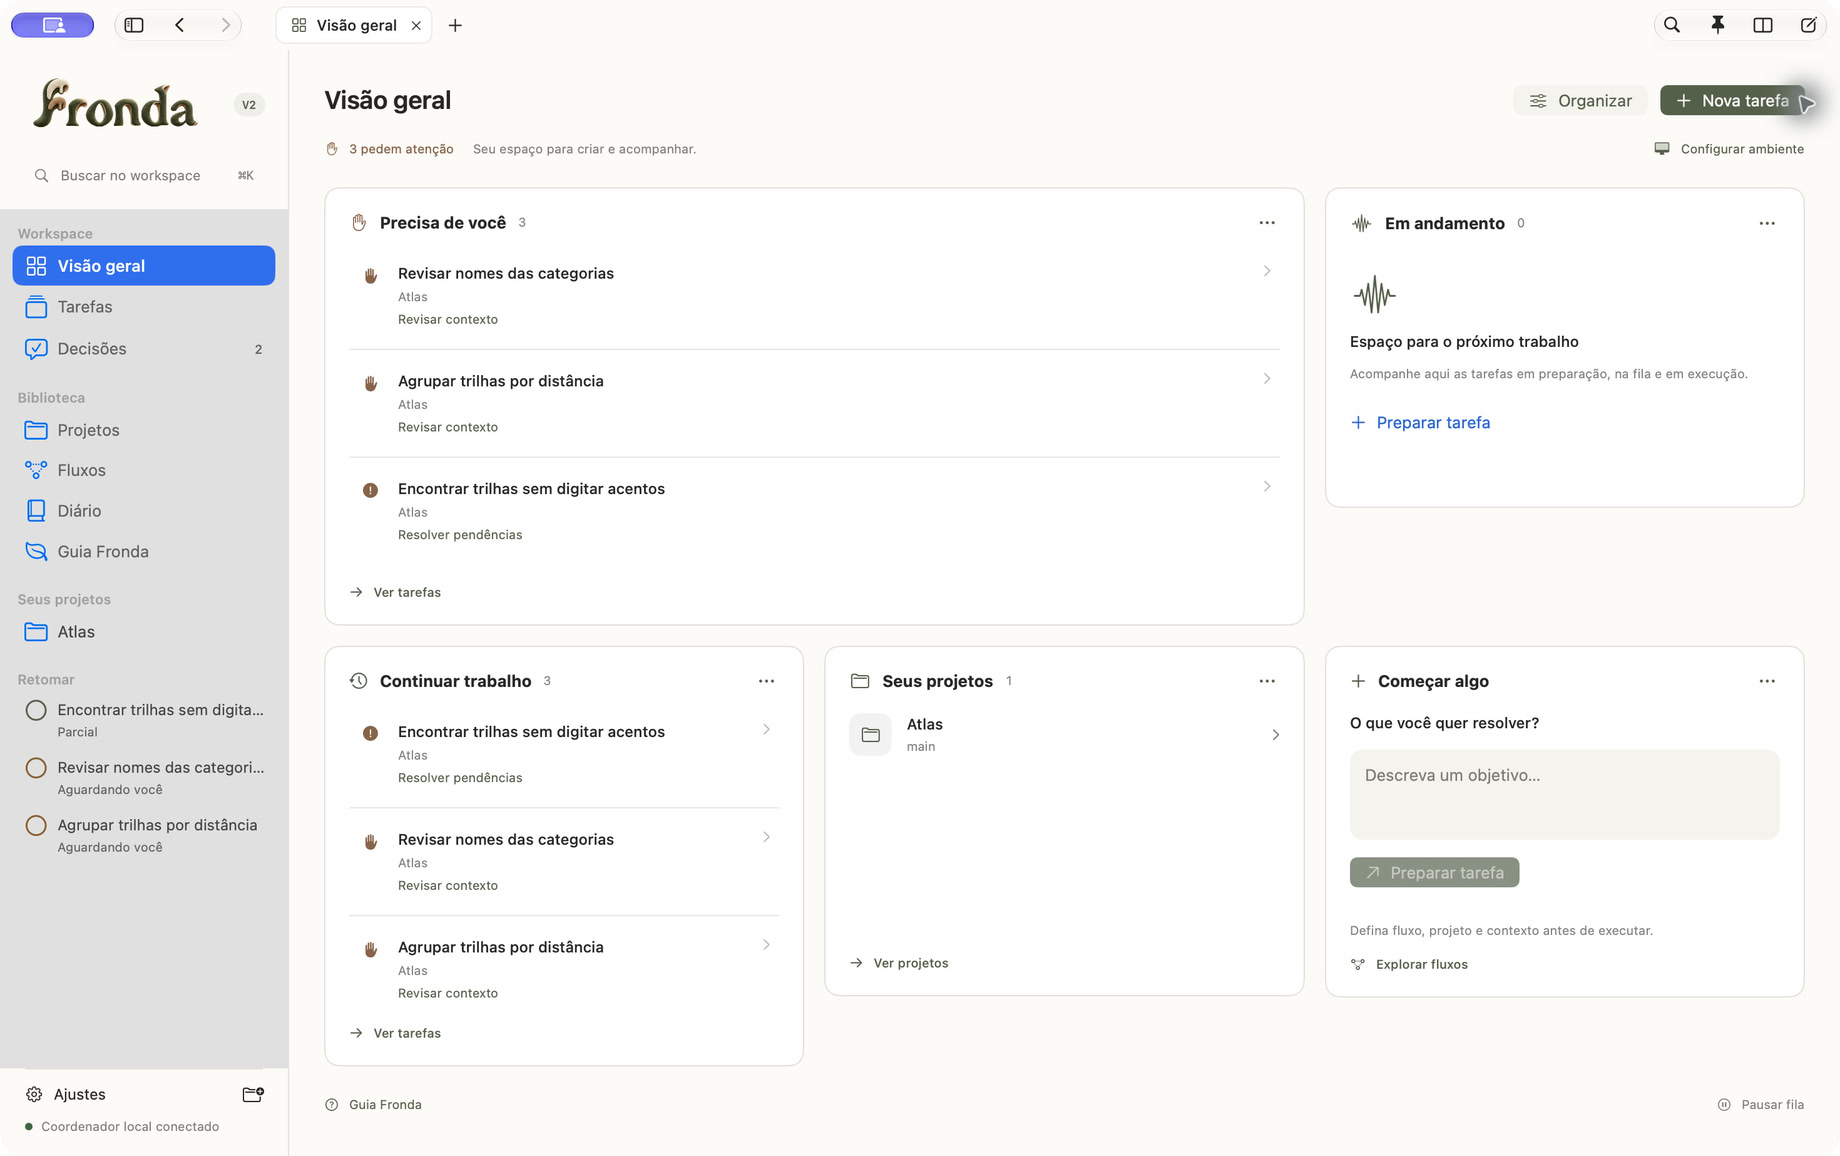 Visão geral
Fronda
V2
Buscar no workspace ⌘K
Workspace
Visão geral
Tarefas
Decisões 2
Biblioteca
Projetos
Fluxos
Diário
Guia Fronda
Seus projetos
Atlas
Retomar
Encontrar trilhas sem digita...
Parcial
Revisar nomes das categori...
Aguardando você
Agrupar trilhas por distância
Aguardando você
Ajustes
Coordenador local conectado
Visão geral
Organizar
Nova tarefa
3 pedem atenção
Seu espaço para criar e acompanhar.
Configurar ambiente
Precisa de você 3
Revisar nomes das categorias
Atlas
Revisar contexto
Agrupar trilhas por distância
Atlas
Revisar contexto
Encontrar trilhas sem digitar acentos
Atlas
Resolver pendências
Ver tarefas
Em andamento 0
Espaço para o próximo trabalho
Acompanhe aqui as tarefas em preparação, na fila e em execução.
Preparar tarefa
Continuar trabalho 3
Encontrar trilhas sem digitar acentos
Atlas
Resolver pendências
Revisar nomes das categorias
Atlas
Revisar contexto
Agrupar trilhas por distância
Atlas
Revisar contexto
Ver tarefas
Seus projetos 1
Atlas
main
Ver projetos
Começar algo
O que você quer resolver?
Descreva um objetivo...
Preparar tarefa
Defina fluxo, projeto e contexto antes de executar.
Explorar fluxos
Guia Fronda
Pausar fila